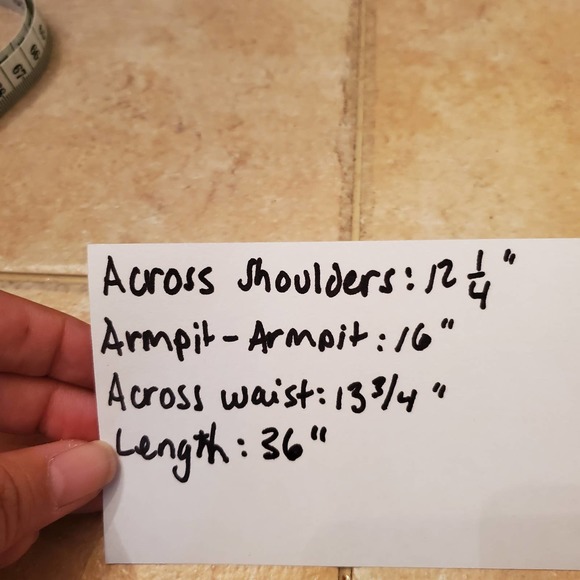 Across Shoulders: 12 1/4"
Armpit-Armpit: 16"
Across waist: 13 3/4"
Length: 36"